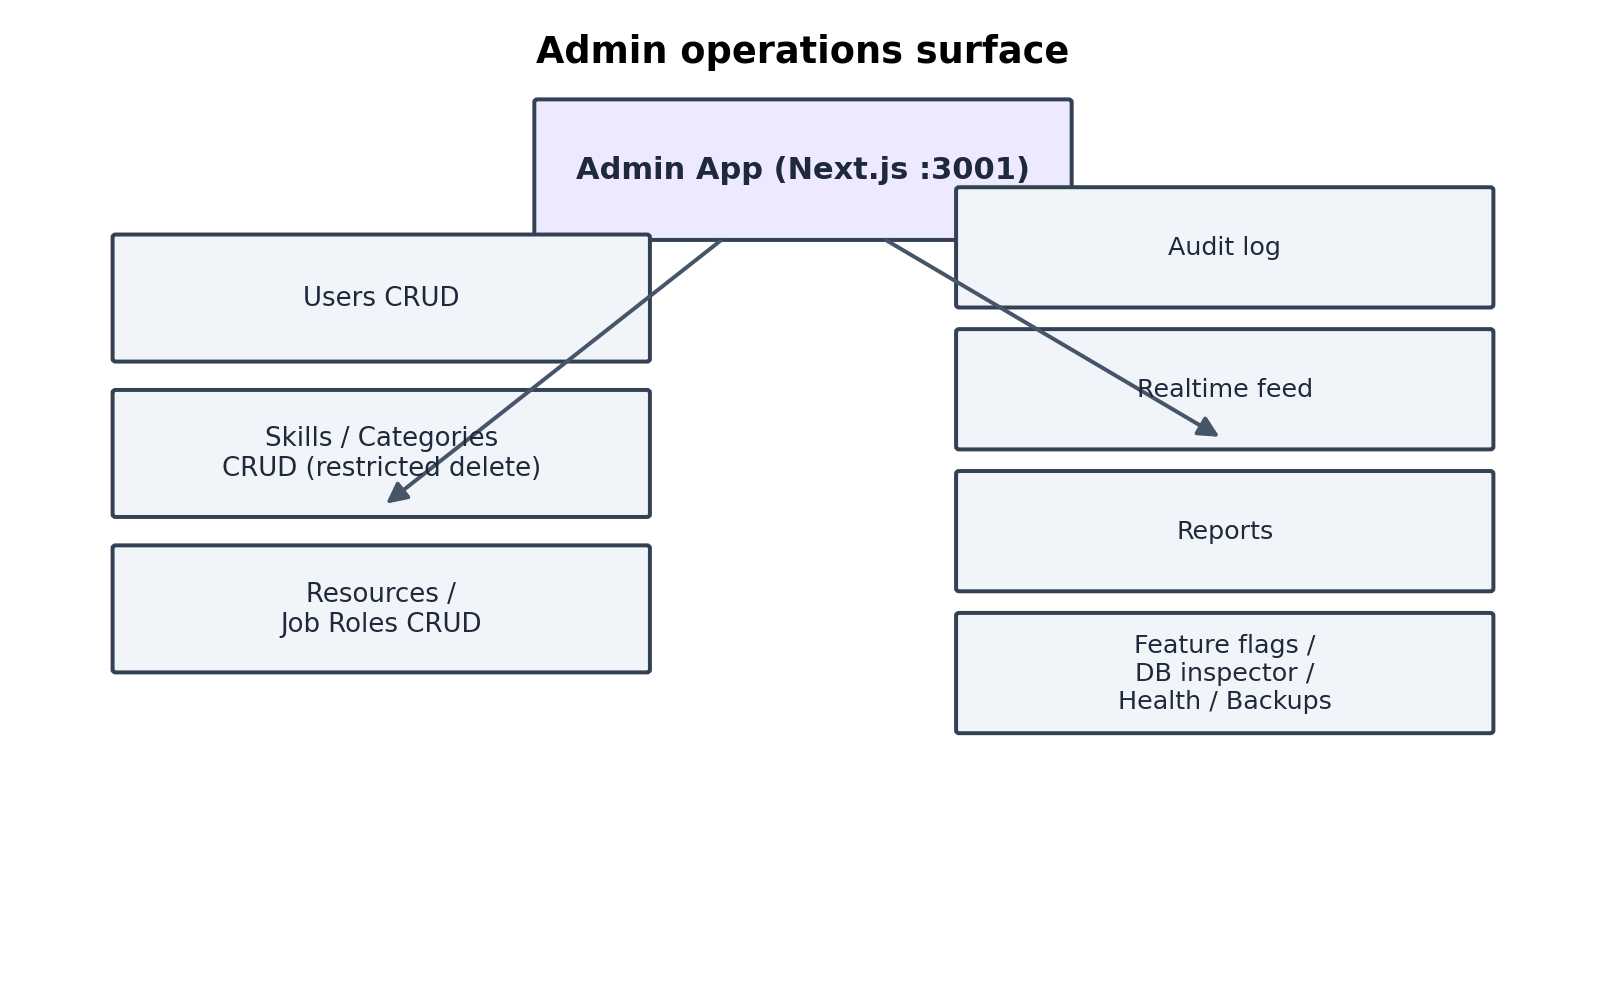 Admin operations surface
Admin App (Next.js :3001)
Users CRUD
Skills / Categories
CRUD (restricted delete)
Resources /
Job Roles CRUD
Audit log
Realtime feed
Reports
Feature flags /
DB inspector /
Health / Backups